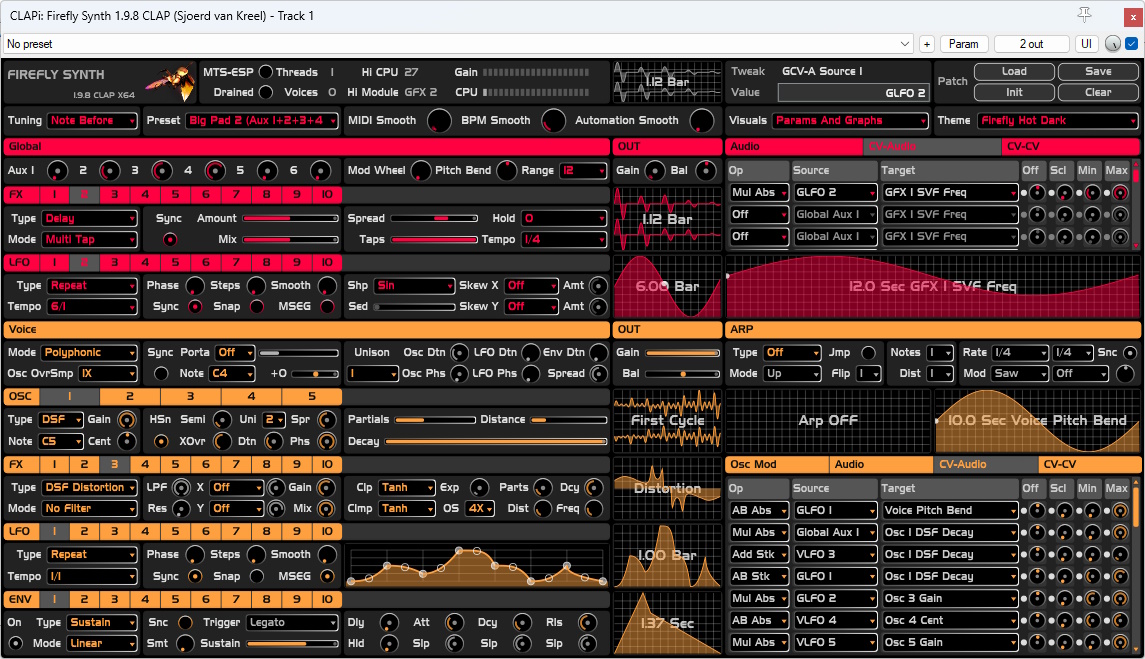 CLAPi: Firefly Synth 1.9.8 CLAP (Sjoerd van Kreel) - Track 1
No preset + Param 2 out UI
FIREFLY SYNTH MTS-ESP Threads 1 HI CPU 27 Gain 1.12 Bar Tweak GCV-A Source 1 Patch Load Save
1.9.8 CLAP X64 Drained Voices 0 HI Module GFX 2 CPU Value GLFO 2 Init Clear
Tuning Note Before Preset Big Pad 2 (Aux 1+2+3+4 MIDI Smooth BPM Smooth Automation Smooth Visuals Params And Graphs Theme Firefly Hot Dark
Global OUT Audio CV-Audio CV-CV
Aux 1 2 3 4 5 6 Mod Wheel Pitch Bend Range 12 Gain Bal Op Source Target Off Scl Min Max
FX 1 2 3 4 5 6 7 8 9 10 Mul Abs GLFO 2 GFX 1 SVF Freq
Type Delay Sync Amount Spread Hold 0 1.12 Bar Off Global Aux 1 GFX 1 SVF Freq
Mode Multi Tap Mix Taps Tempo 1/4 Off Global Aux 1 GFX 1 SVF Freq
LFO 1 2 3 4 5 6 7 8 9 10
Type Repeat Phase Steps Smooth Shp Sin Skew X Off Amt 6.00 Bar 12.0 Sec GFX 1 SVF Freq
Tempo 6/1 Sync Snap MSEG Sed Skew Y Off Amt
Voice OUT ARP
Mode Polyphonic Sync Porta Off Unison Osc Dtn LFO Dtn Env Dtn Gain Type Off Jmp Notes 1 Rate 1/4 1/4 Snc
Osc OvrSmp 1X Note C4 +0 1 Osc Phs LFO Phs Spread Bal Mode Up Flip 1 Dist 1 Mod Saw Off
OSC 1 2 3 4 5
Type DSF Gain HSn Semi Uni 2 Spr Partials Distance First Cycle Arp OFF 10.0 Sec Voice Pitch Bend
Note C5 Cent XOvr Dtn Phs Decay
FX 1 2 3 4 5 6 7 8 9 10 Osc Mod Audio CV-Audio CV-CV
Type DSF Distortion LPF X Off Gain Clp Tanh Exp Parts Dcy Distortion Op Source Target Off Scl Min Max
Mode No Filter Res Y Off Mix Clmp Tanh OS 4X Dist Freq AB Abs GLFO 1 Voice Pitch Bend
LFO 1 2 3 4 5 6 7 8 9 10 Mul Abs Global Aux 1 Osc 1 DSF Decay
Type Repeat Phase Steps Smooth 1.00 Bar Add Stk VLFO 3 Osc 1 DSF Decay
Tempo 1/1 Sync Snap MSEG AB Stk GLFO 1 Osc 1 DSF Decay
ENV 1 2 3 4 5 6 7 8 9 10 Mul Abs GLFO 2 Osc 3 Gain
On Type Sustain Snc Trigger Legato Dly Att Dcy Rls 1.37 Sec AB Abs VLFO 4 Osc 4 Cent
Mode Linear Smt Sustain Hld Slp Slp Slp Mul Abs VLFO 5 Osc 5 Gain